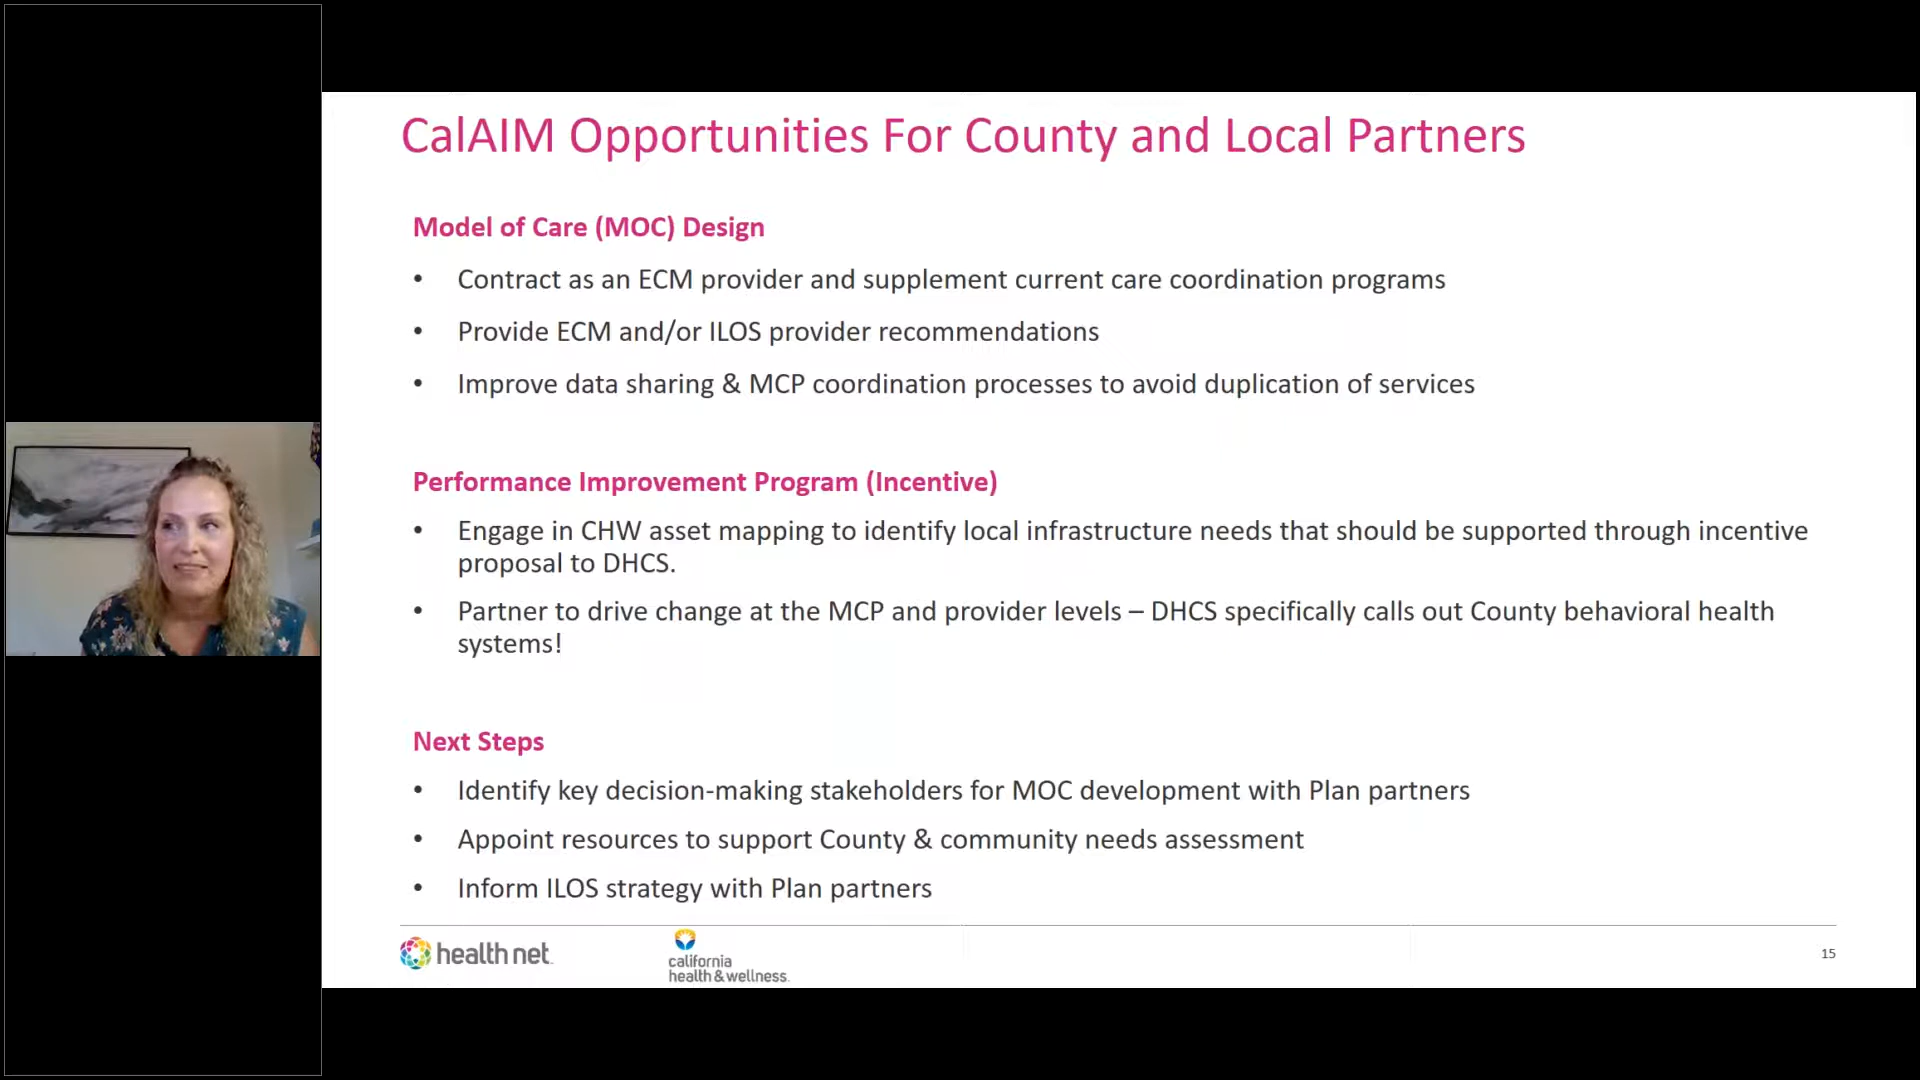 CalAIM Opportunities For County and Local Partners
Model of Care (MOC) Design
• Contract as an ECM provider and supplement current care coordination programs
• Provide ECM and/or ILOS provider recommendations
• Improve data sharing & MCP coordination processes to avoid duplication of services
Performance Improvement Program (Incentive)
• Engage in CHW asset mapping to identify local infrastructure needs that should be supported through incentive
proposal to DHCS.
• Partner to drive change at the MCP and provider levels – DHCS specifically calls out County behavioral health
systems!
Next Steps
• Identify key decision-making stakeholders for MOC development with Plan partners
• Appoint resources to support County & community needs assessment
• Inform ILOS strategy with Plan partners
health net
california
health & wellness
15